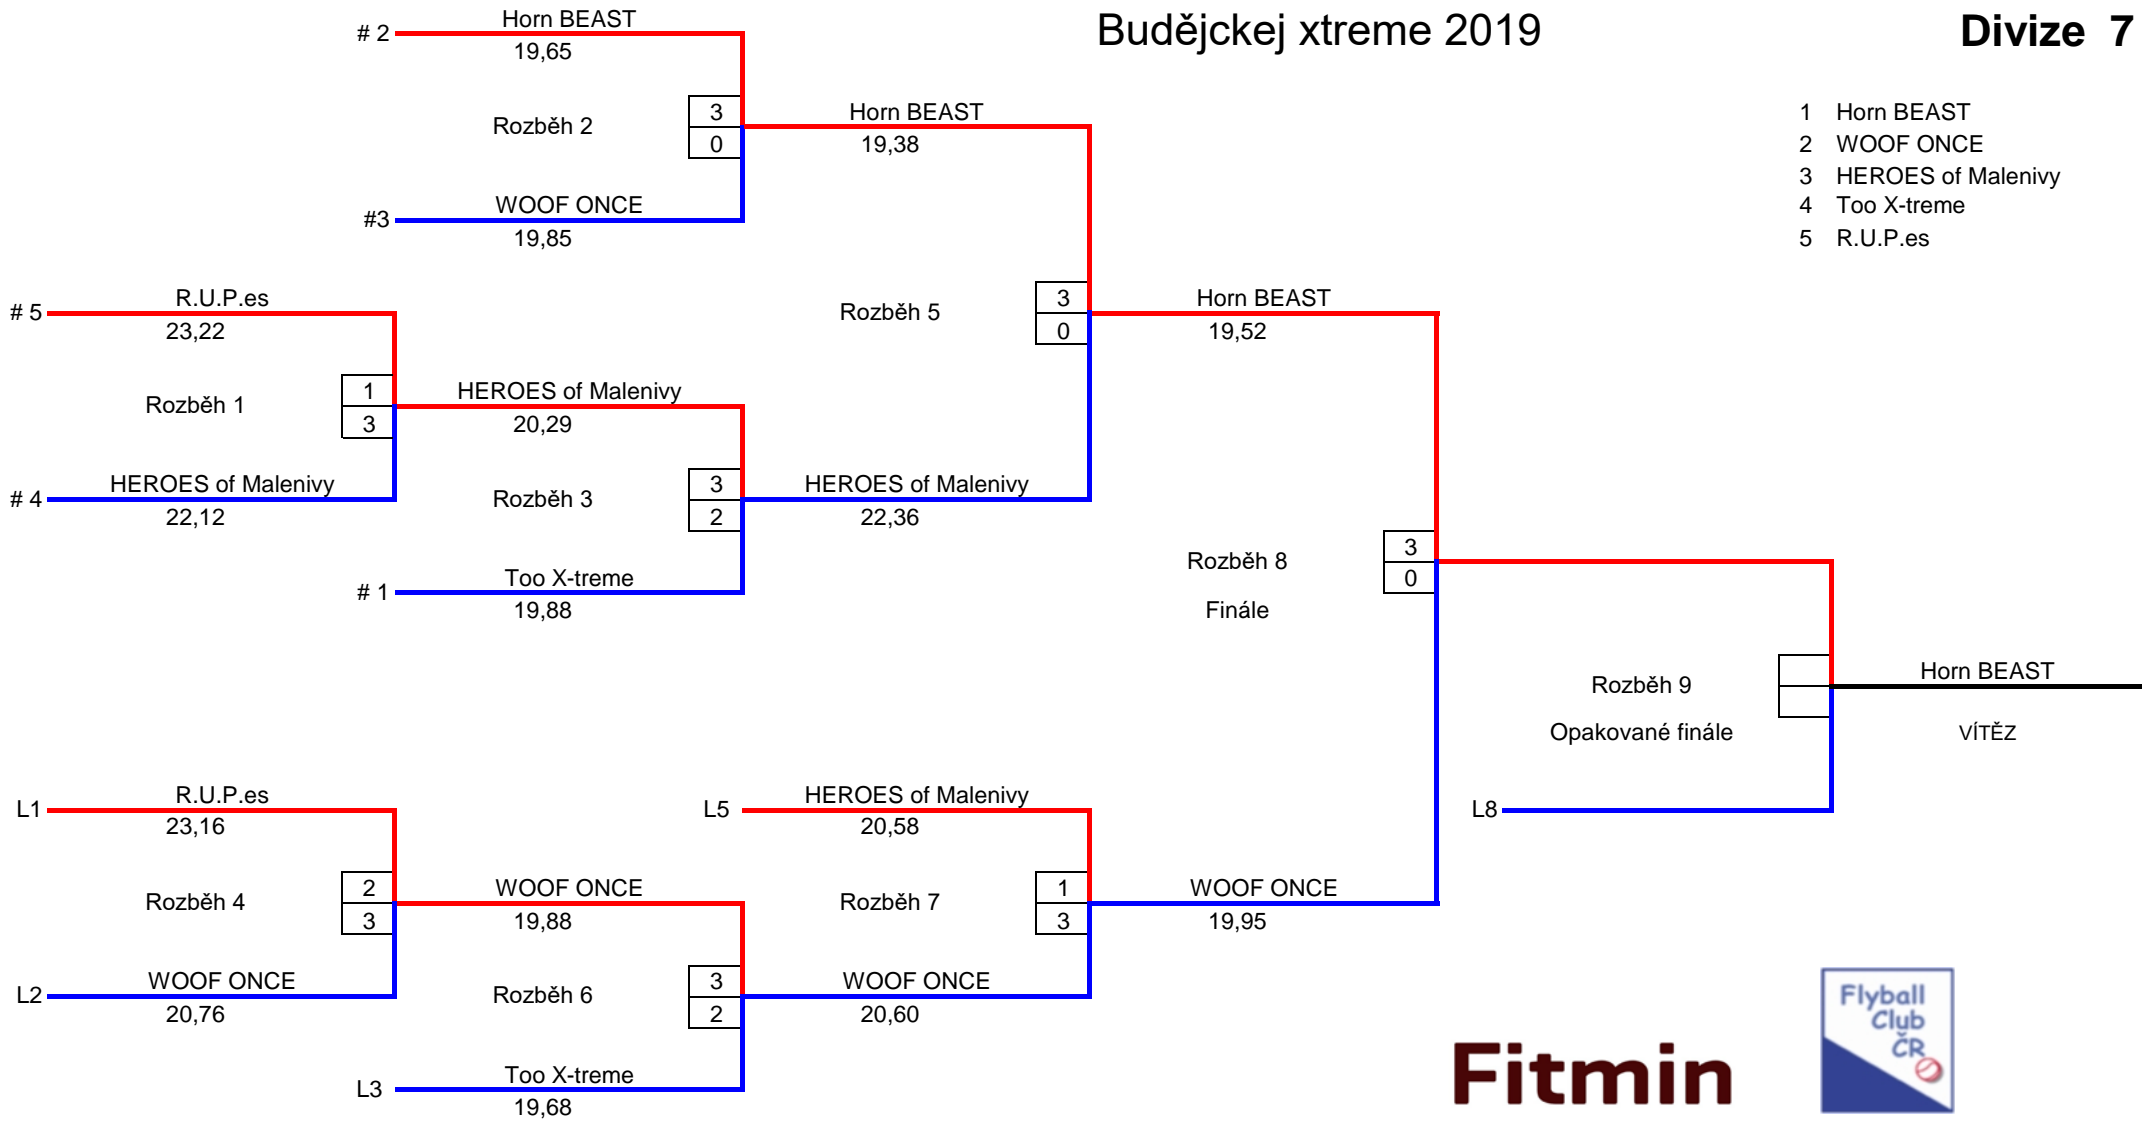 Budějckej xtreme 2019
Divize 7
1 Horn BEAST
2 WOOF ONCE
3 HEROES of Malenivy
4 Too X-treme
5 R.U.P.es
# 2
Horn BEAST
19,65
Rozběh 2
3
0
#3
WOOF ONCE
19,85
Horn BEAST
19,38
# 5
R.U.P.es
23,22
Rozběh 1
1
3
# 4
HEROES of Malenivy
22,12
HEROES of Malenivy
20,29
Rozběh 3
3
2
# 1
Too X-treme
19,88
Rozběh 5
3
0
HEROES of Malenivy
22,36
Horn BEAST
19,52
Rozběh 8
Finále
3
0
Rozběh 9
Opakované finále
Horn BEAST
VÍTĚZ
L8
L1
R.U.P.es
23,16
Rozběh 4
2
3
L2
WOOF ONCE
20,76
WOOF ONCE
19,88
Rozběh 6
3
2
L3
Too X-treme
19,68
L5
HEROES of Malenivy
20,58
Rozběh 7
1
3
WOOF ONCE
20,60
WOOF ONCE
19,95
Fitmin
Flyball
Club
ČR